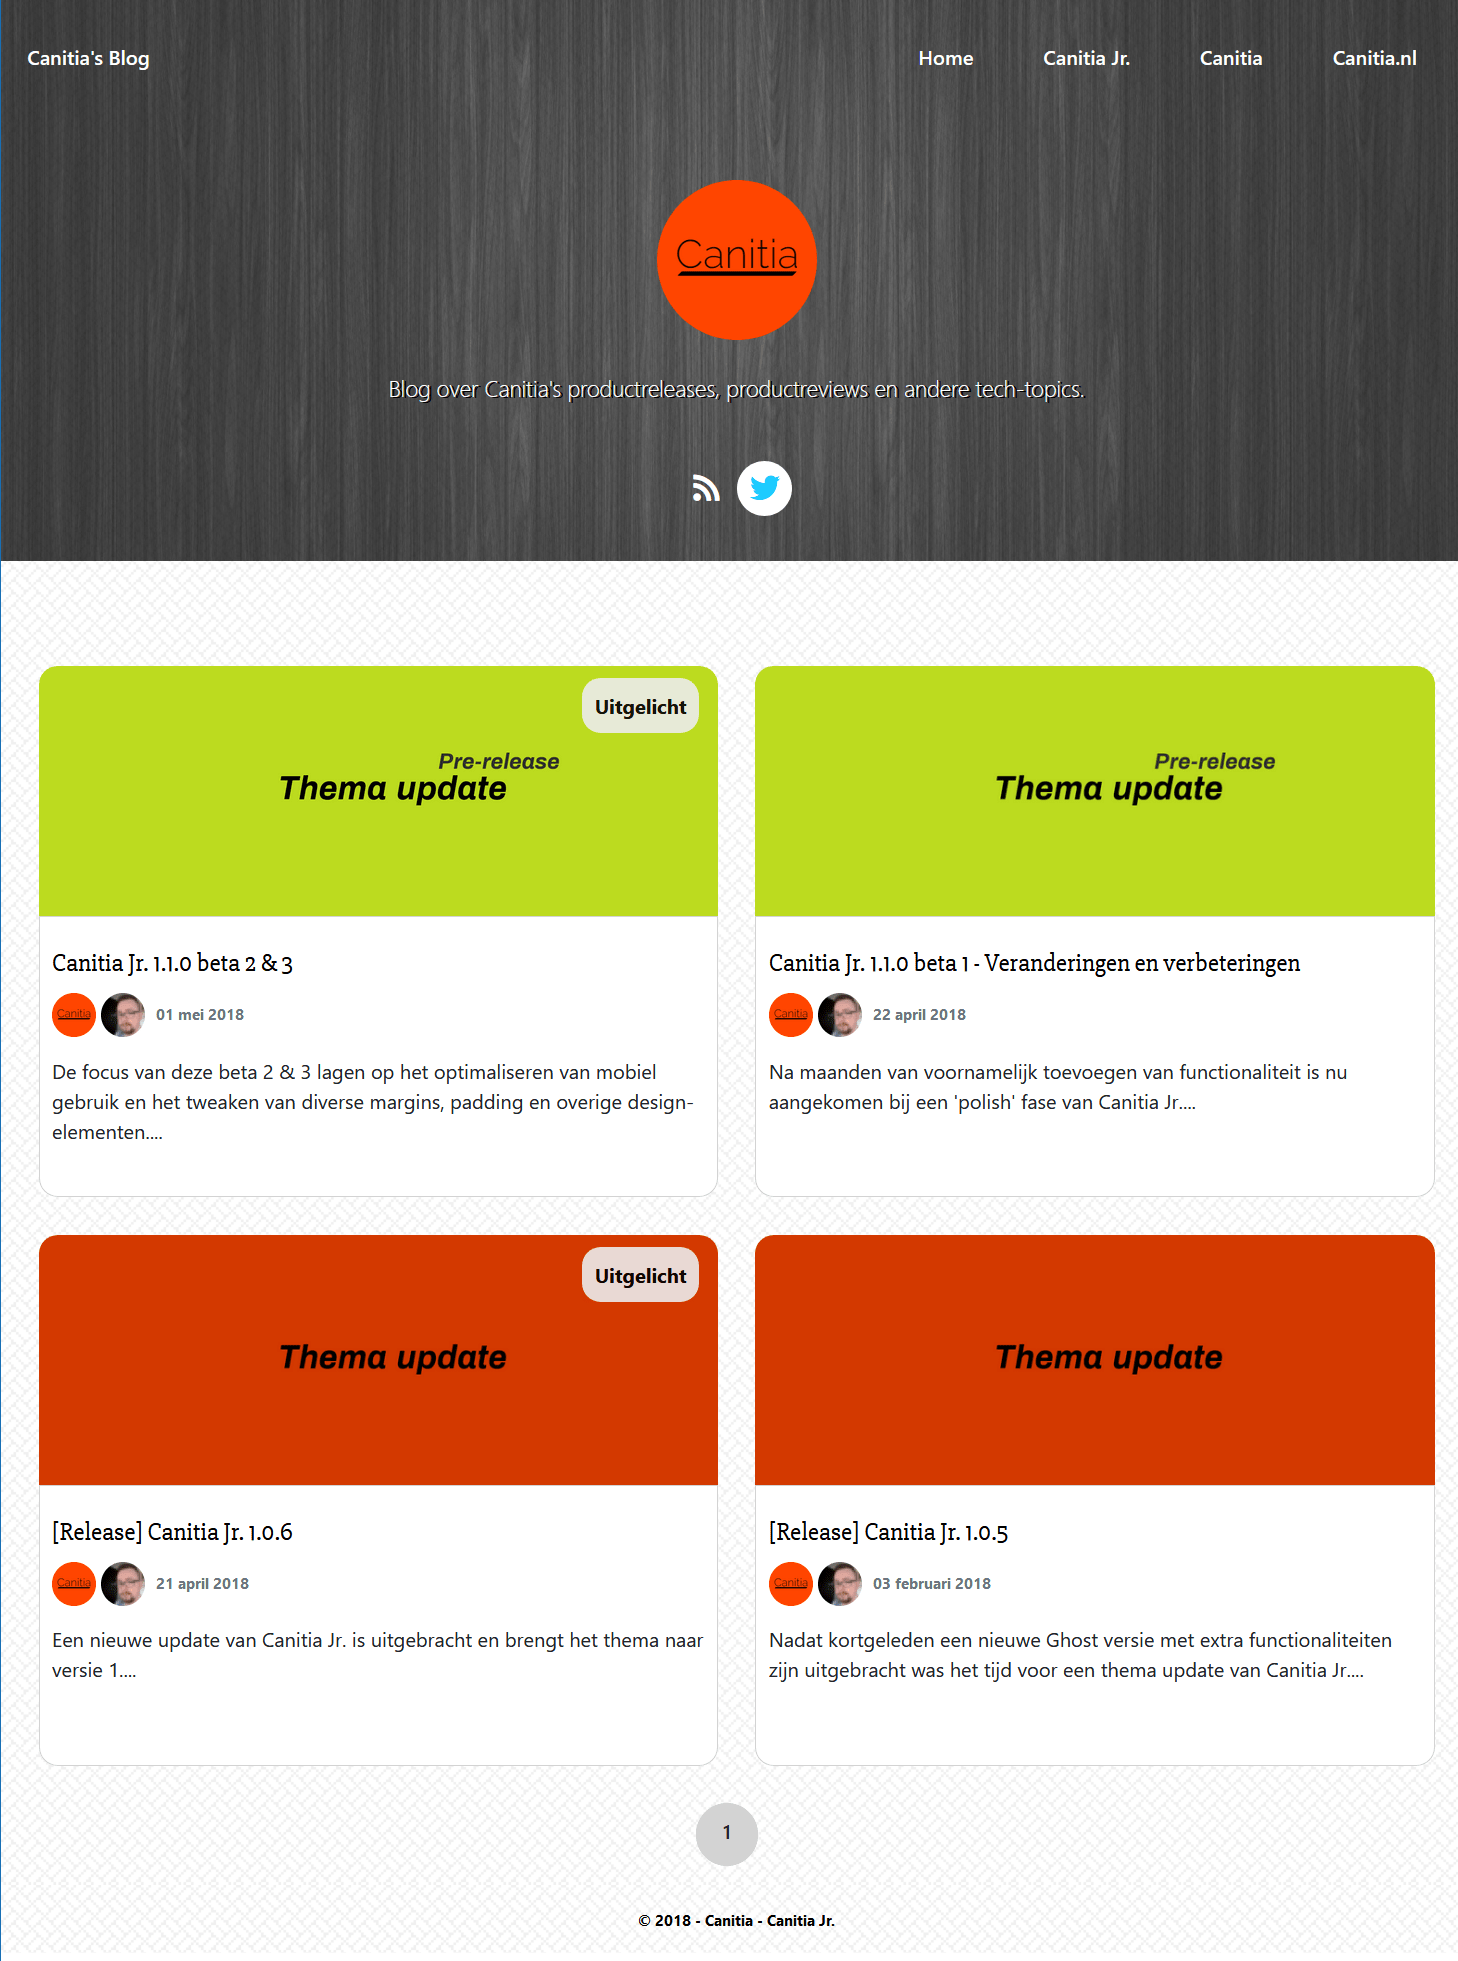 Canitia's Blog
Home
Canitia Jr.
Canitia
Canitia.nl
Canitia
Blog over Canitia's productreleases, productreviews en andere tech-topics.
Uitgelicht
Pre-release
Thema update
Canitia Jr. 1.1.0 beta 2 & 3
Canitia
01 mei 2018
De focus van deze beta 2 & 3 lagen op het optimaliseren van mobiel
gebruik en het tweaken van diverse margins, padding en overige design-
elementen....
Pre-release
Thema update
Canitia Jr. 1.1.0 beta 1 - Veranderingen en verbeteringen
Canitia
22 april 2018
Na maanden van voornamelijk toevoegen van functionaliteit is nu
aangekomen bij een 'polish' fase van Canitia Jr....
Uitgelicht
Thema update
[Release] Canitia Jr. 1.0.6
Canitia
21 april 2018
Een nieuwe update van Canitia Jr. is uitgebracht en brengt het thema naar
versie 1....
Thema update
[Release] Canitia Jr. 1.0.5
Canitia
03 februari 2018
Nadat kortgeleden een nieuwe Ghost versie met extra functionaliteiten
zijn uitgebracht was het tijd voor een thema update van Canitia Jr....
1
© 2018 - Canitia - Canitia Jr.